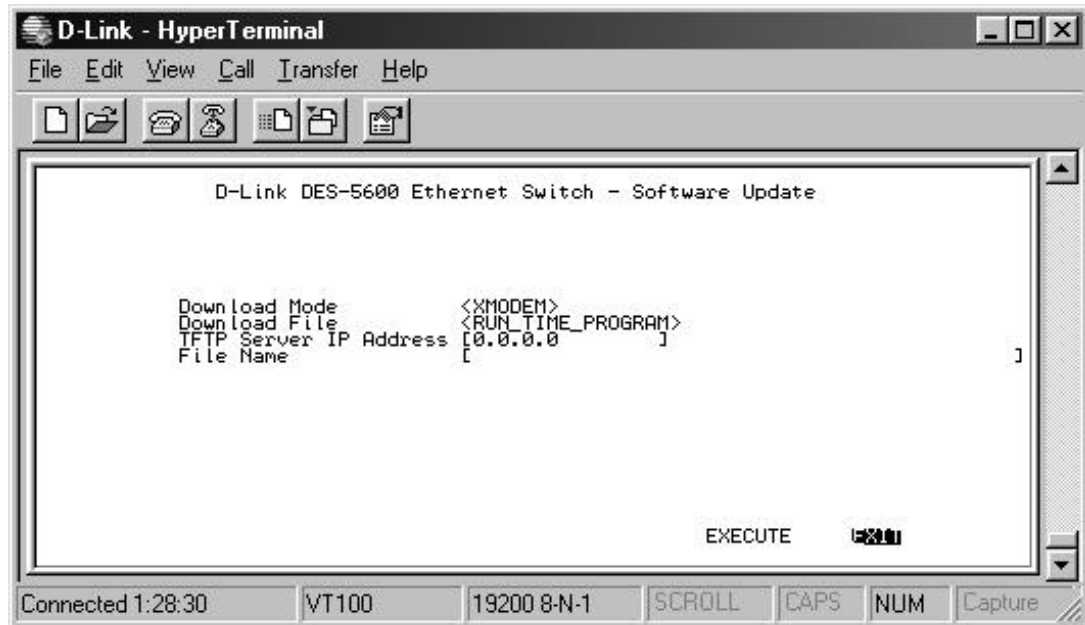 D-Link - HyperTerminal
File Edit View Call Transfer Help
D-Link DES-5600 Ethernet Switch - Software Update
Download Mode <XMODEM>
Download File <RUN_TIME_PROGRAM>
TFTP Server IP Address [0.0.0.0 ]
File Name [ ]
EXECUTE EXIT
Connected 1:28:30 VT100 19200 8-N-1 SCROLL CAPS NUM Capture